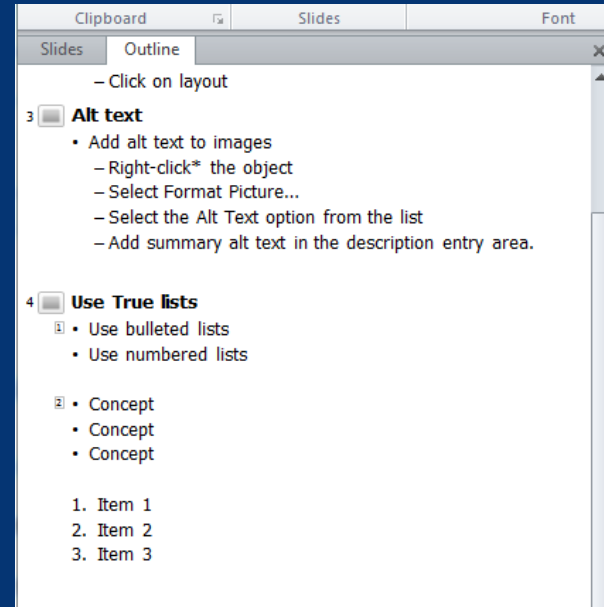 Clipboard Slides Font
Slides Outline
– Click on layout
3 Alt text
• Add alt text to images
– Right-click* the object
– Select Format Picture...
– Select the Alt Text option from the list
– Add summary alt text in the description entry area.
4 Use True lists
1 • Use bulleted lists
• Use numbered lists
2 • Concept
• Concept
• Concept
1. Item 1
2. Item 2
3. Item 3